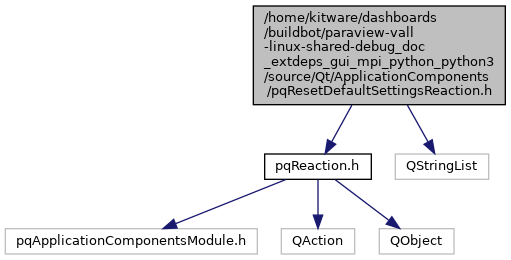 /home/kitware/dashboards
/buildbot/paraview-vall
-linux-shared-debug_doc
_extdeps_gui_mpi_python_python3
/source/Qt/ApplicationComponents
/pqResetDefaultSettingsReaction.h
pqReaction.h
QStringList
pqApplicationComponentsModule.h
QAction
QObject